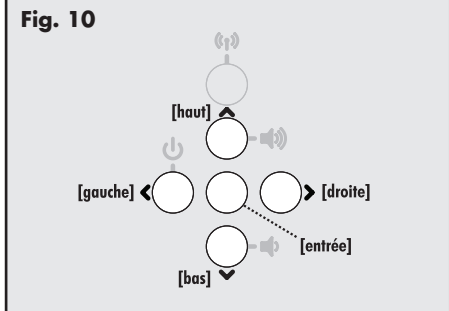 Fig. 10
[haut]
[gauche]
[droite]
[entrée]
[bas]